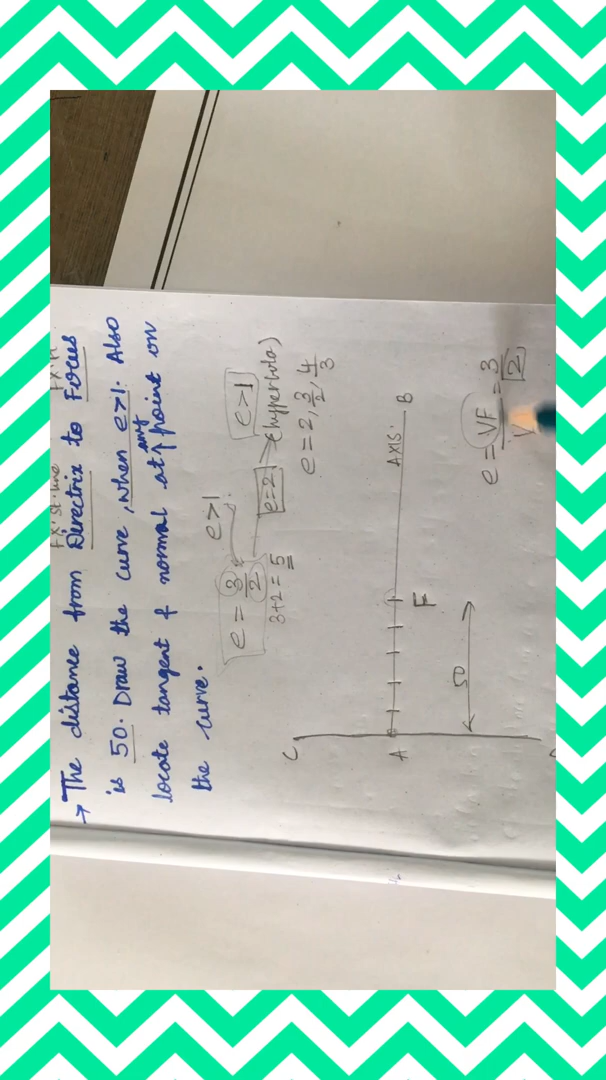 → The distance from Directrix to Focus
is 50. Draw the curve, when e>1. Also
any
locate tangent & normal at point on
the curve.
e = 3/2
e>1
3+2=5
e=2
e>1
(hyperbola)
e = 2, 3/2, 4/3
C
A
F
AXIS.
B
50
e = VF = 3/2
V